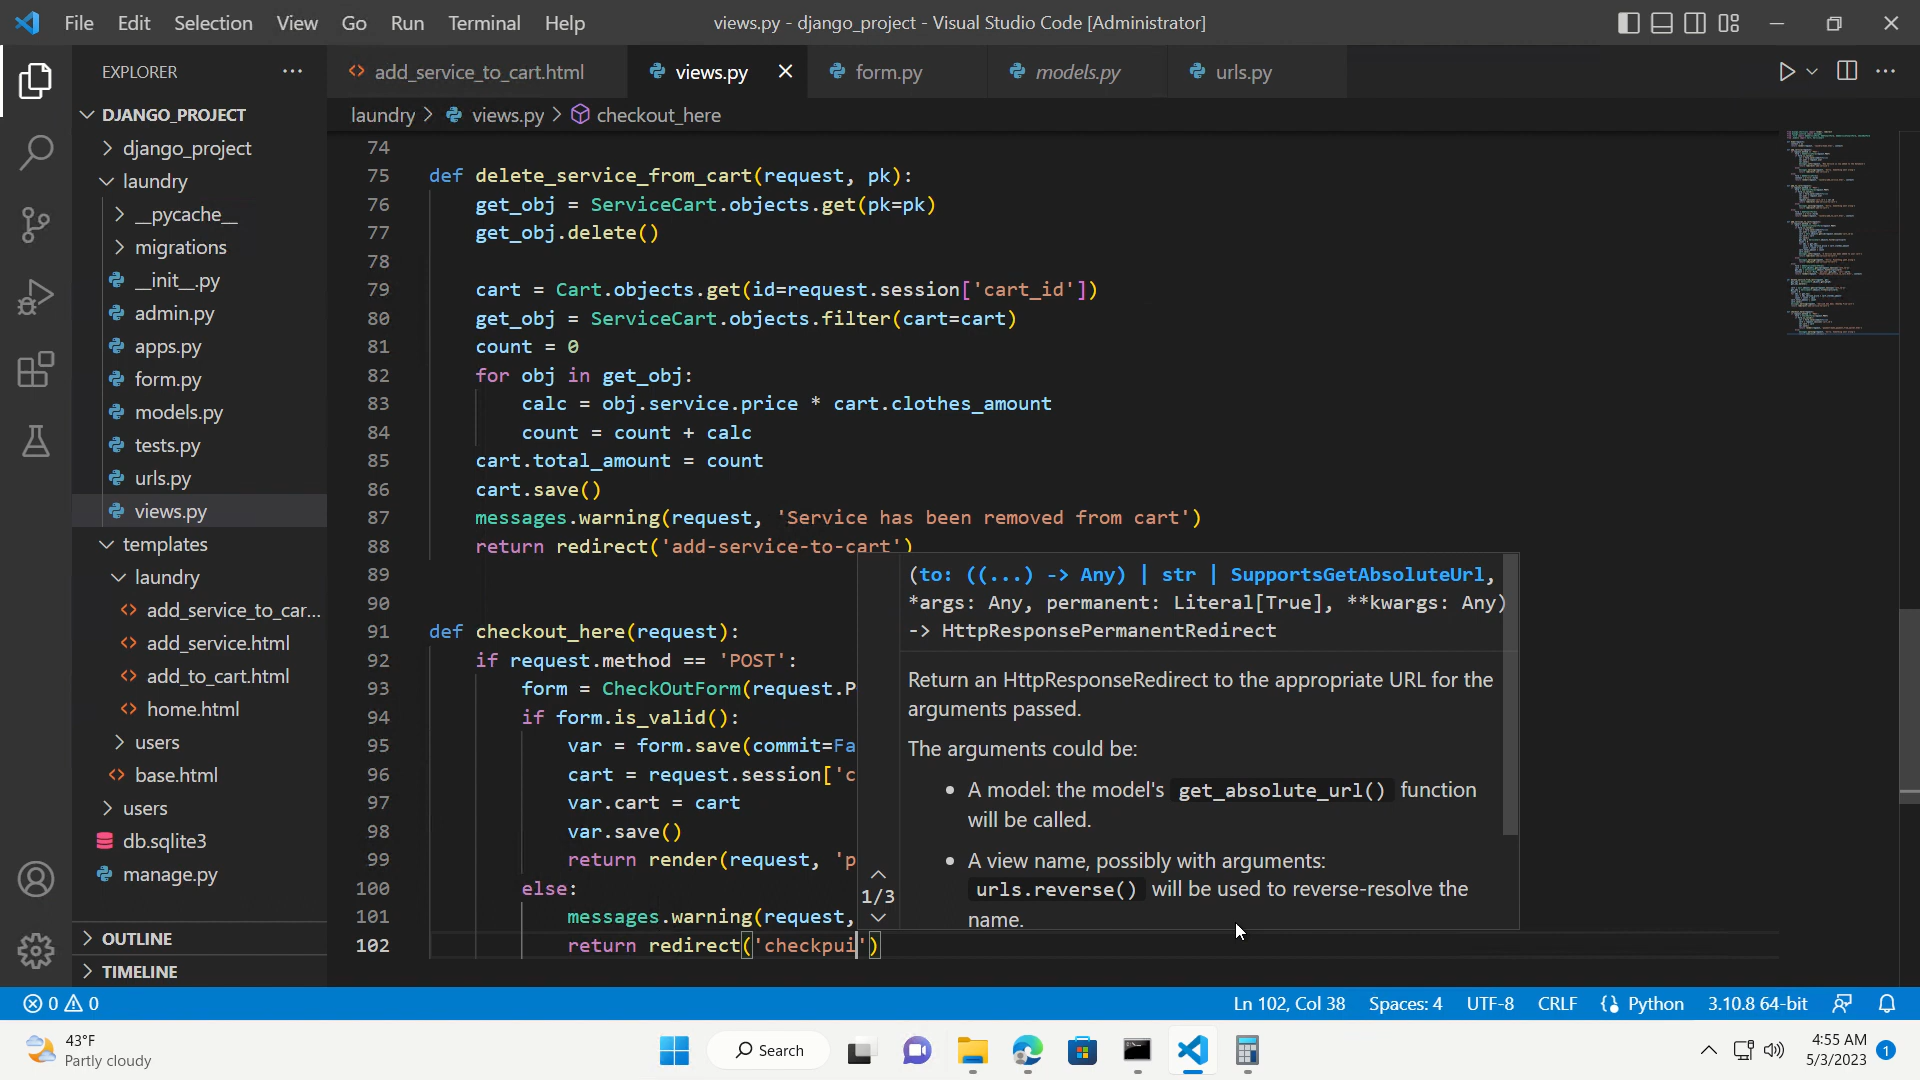 File Edit Selection View Go Run Terminal Help
views.py - django_project - Visual Studio Code [Administrator]
EXPLORER
DJANGO_PROJECT
django_project
laundry
__pycache__
migrations
__init__.py
admin.py
apps.py
form.py
models.py
tests.py
urls.py
views.py
templates
laundry
add_service_to_car...
add_service.html
add_to_cart.html
home.html
users
base.html
users
db.sqlite3
manage.py
OUTLINE
TIMELINE
add_service_to_cart.html views.py form.py models.py urls.py
laundry > views.py > checkout_here
74
75 def delete_service_from_cart(request, pk):
76 get_obj = ServiceCart.objects.get(pk=pk)
77 get_obj.delete()
78
79 cart = Cart.objects.get(id=request.session['cart_id'])
80 get_obj = ServiceCart.objects.filter(cart=cart)
81 count = 0
82 for obj in get_obj:
83 calc = obj.service.price * cart.clothes_amount
84 count = count + calc
85 cart.total_amount = count
86 cart.save()
87 messages.warning(request, 'Service has been removed from cart')
88 return redirect('add-service-to-cart')
89
90
91 def checkout_here(request):
92 if request.method == 'POST':
93 form = CheckOutForm(request.P
94 if form.is_valid():
95 var = form.save(commit=Fa
96 cart = request.session['c
97 var.cart = cart
98 var.save()
99 return render(request, 'p
100 else:
101 messages.warning(request,
102 return redirect('checkpui')
(to: ((...) -> Any) | str | SupportsGetAbsoluteUrl,
*args: Any, permanent: Literal[True], **kwargs: Any)
-> HttpResponsePermanentRedirect
Return an HttpResponseRedirect to the appropriate URL for the
arguments passed.
The arguments could be:
• A model: the model's get_absolute_url() function
will be called.
• A view name, possibly with arguments:
urls.reverse() will be used to reverse-resolve the
name.
1/3
0 0
Ln 102, Col 38 Spaces: 4 UTF-8 CRLF Python 3.10.8 64-bit
43°F
Partly cloudy
Search
4:55 AM
5/3/2023
1